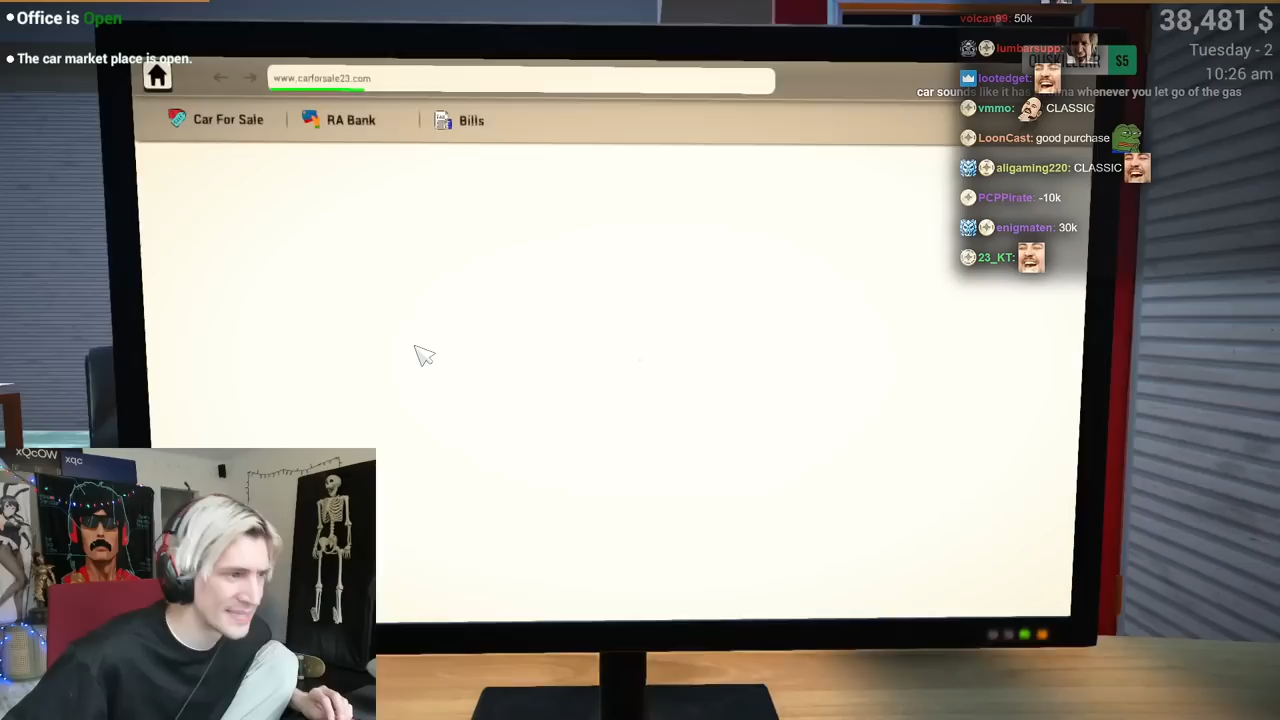 Office is Open
The car market place is open.
38,481 $
Tuesday - 2
10:26 am
www.carforsale23.com
Car For Sale
RA Bank
Bills
volcan99: 50k
lumbarsupp:
$5
lootedget:
car sounds like it has whenever you let go of the gas
vmmo: CLASSIC
LoonCast: good purchase
aligaming220: CLASSIC
PCPPirate: -10k
enigmaten: 30k
23_KT:
xQcOW
xqc